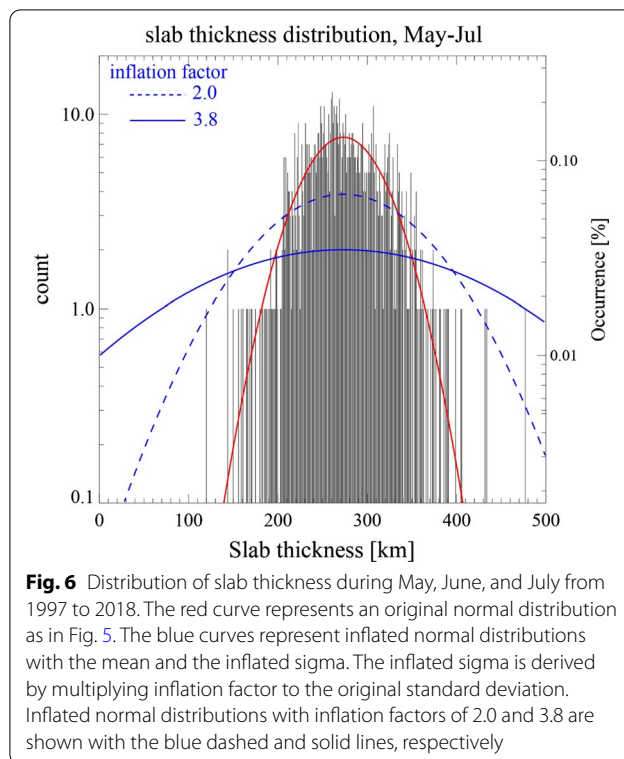 slab thickness distribution, May-Jul
inflation factor
2.0
3.8
10.0
1.0
0.1
count
0.10
0.01
Occurrence [%]
0
100
200
300
400
500
Slab thickness [km]
Fig. 6 Distribution of slab thickness during May, June, and July from
1997 to 2018. The red curve represents an original normal distribution
as in Fig. 5. The blue curves represent inflated normal distributions
with the mean and the inflated sigma. The inflated sigma is derived
by multiplying inflation factor to the original standard deviation.
Inflated normal distributions with inflation factors of 2.0 and 3.8 are
shown with the blue dashed and solid lines, respectively